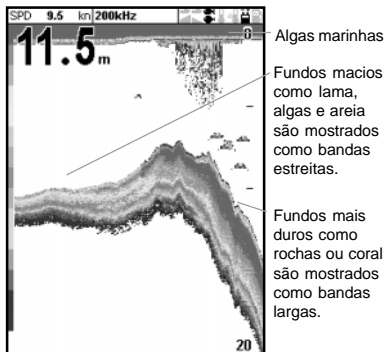 SPD 9.5 kn 200kHz
0
11.5 m
20
Algas marinhas
Fundos macios
como lama,
algas e areia
são mostrados
como bandas
estreitas.
Fundos mais
duros como
rochas ou coral
são mostrados
como bandas
largas.